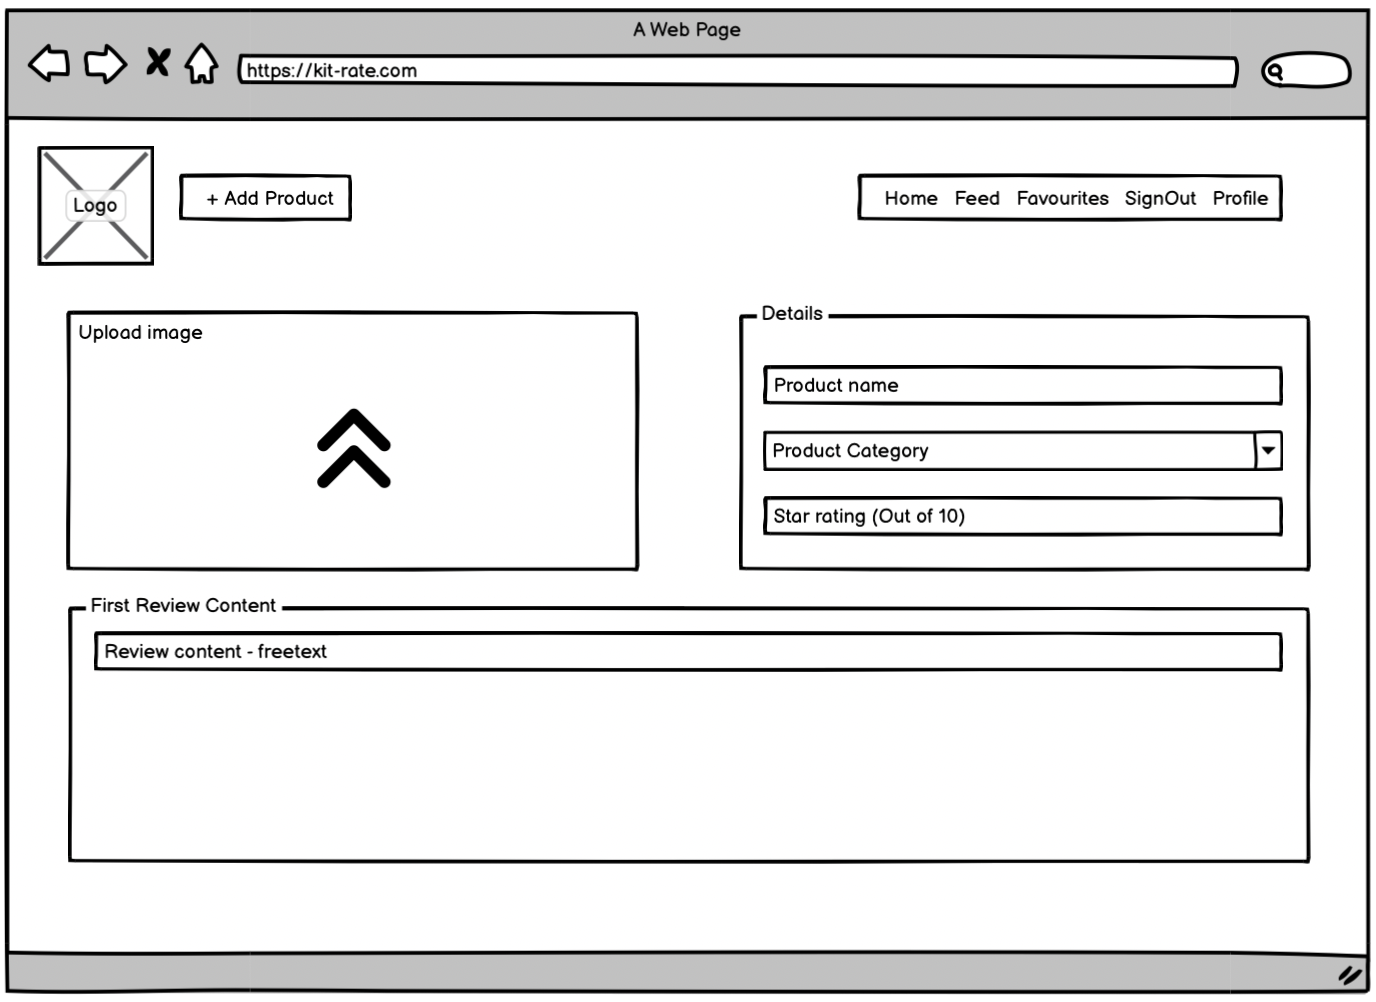 A Web Page
https://kit-rate.com
Logo
+ Add Product
Home Feed Favourites SignOut Profile
Upload image
Details
Product name
Product Category
Star rating (Out of 10)
First Review Content
Review content - freetext